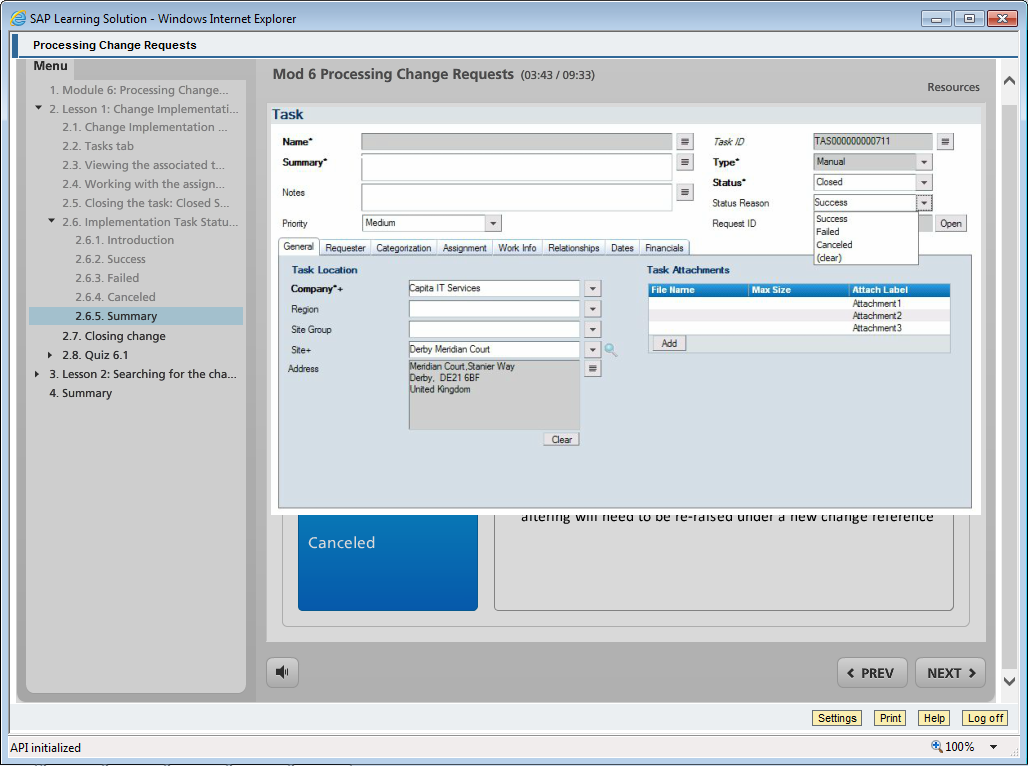 SAP Learning Solution - Windows Internet Explorer
Processing Change Requests
Menu
1. Module 6: Processing Change...
2. Lesson 1: Change Implementati...
2.1. Change Implementation ...
2.2. Tasks tab
2.3. Viewing the associated t...
2.4. Working with the assign...
2.5. Closing the task: Closed S...
2.6. Implementation Task Statu...
2.6.1. Introduction
2.6.2. Success
2.6.3. Failed
2.6.4. Canceled
2.6.5. Summary
2.7. Closing change
2.8. Quiz 6.1
3. Lesson 2: Searching for the cha...
4. Summary
Mod 6 Processing Change Requests (03:43 / 09:33)
Resources
Task
Name*
Summary*
Notes
Priority Medium
Task ID TAS000000000711
Type* Manual
Status* Closed
Status Reason Success
Success
Failed
Canceled
(clear)
Request ID Open
General Requester Categorization Assignment Work Info Relationships Dates Financials
Task Location
Company*+ Capita IT Services
Region
Site Group
Site+ Derby Meridian Court
Address Meridian Court,Stanier Way
Derby, DE21 6BF
United Kingdom
Clear
Task Attachments
File Name Max Size Attach Label
Attachment1
Attachment2
Attachment3
Add
altering will need to be re-raised under a new change reference
Canceled
PREV NEXT
Settings Print Help Log off
API initialized 100%